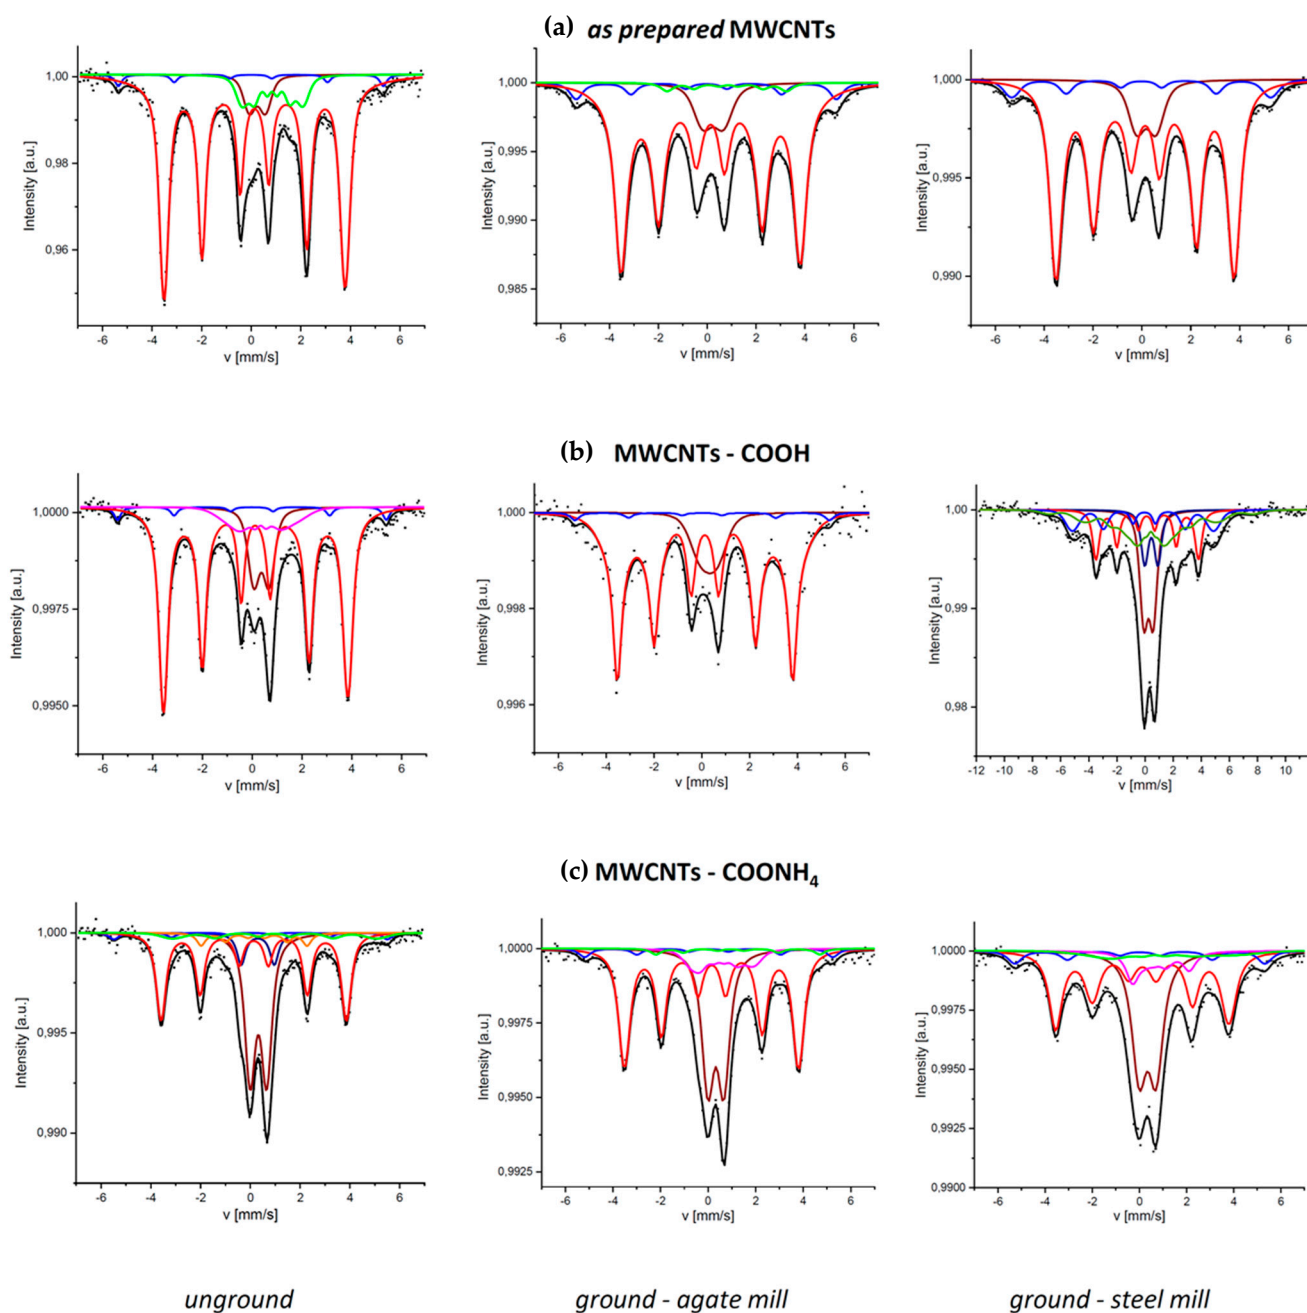 (a) as prepared MWCNTs
Intensity [a.u.]
1,00
0,98
0,96
-6 -4 -2 0 2 4 6
v [mm/s]
Intensity [a.u.]
1,000
0,995
0,990
0,985
-6 -4 -2 0 2 4 6
v [mm/s]
Intensity [a.u.]
1,000
0,995
0,990
-6 -4 -2 0 2 4 6
v [mm/s]
(b) MWCNTs - COOH
Intensity [a.u.]
1,0000
0,9975
0,9950
-6 -4 -2 0 2 4 6
v [mm/s]
Intensity [a.u.]
1,000
0,998
0,996
-6 -4 -2 0 2 4 6
v [mm/s]
Intensity [a.u.]
1,00
0,99
0,98
-12 -10 -8 -6 -4 -2 0 2 4 6 8 10 12
v [mm/s]
(c) MWCNTs - COONH₄
Intensity [a.u.]
1,000
0,995
0,990
-6 -4 -2 0 2 4 6
v [mm/s]
Intensity [a.u.]
1,0000
0,9975
0,9950
0,9925
-6 -4 -2 0 2 4 6
v [mm/s]
Intensity [a.u.]
1,0000
0,9975
0,9950
0,9925
0,9900
-6 -4 -2 0 2 4 6
v [mm/s]
unground
ground - agate mill
ground - steel mill